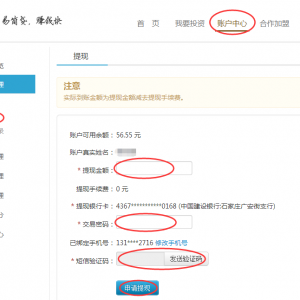 易简贷，赚钱快
首页 我要投资 账户中心 合作加盟
提现
注意
实际到账金额为提现金额减去提现手续费。
账户可用余额：56.55 元
账户真实姓名：
* 提现金额：
提现手续费：0 元
* 提现银行卡：4367***********0168 (中国建设银行:石家庄广安街支行)
* 交易密码：
已绑定手机号：131****2716 修改手机号
* 短信验证码： 发送验证码
申请提现